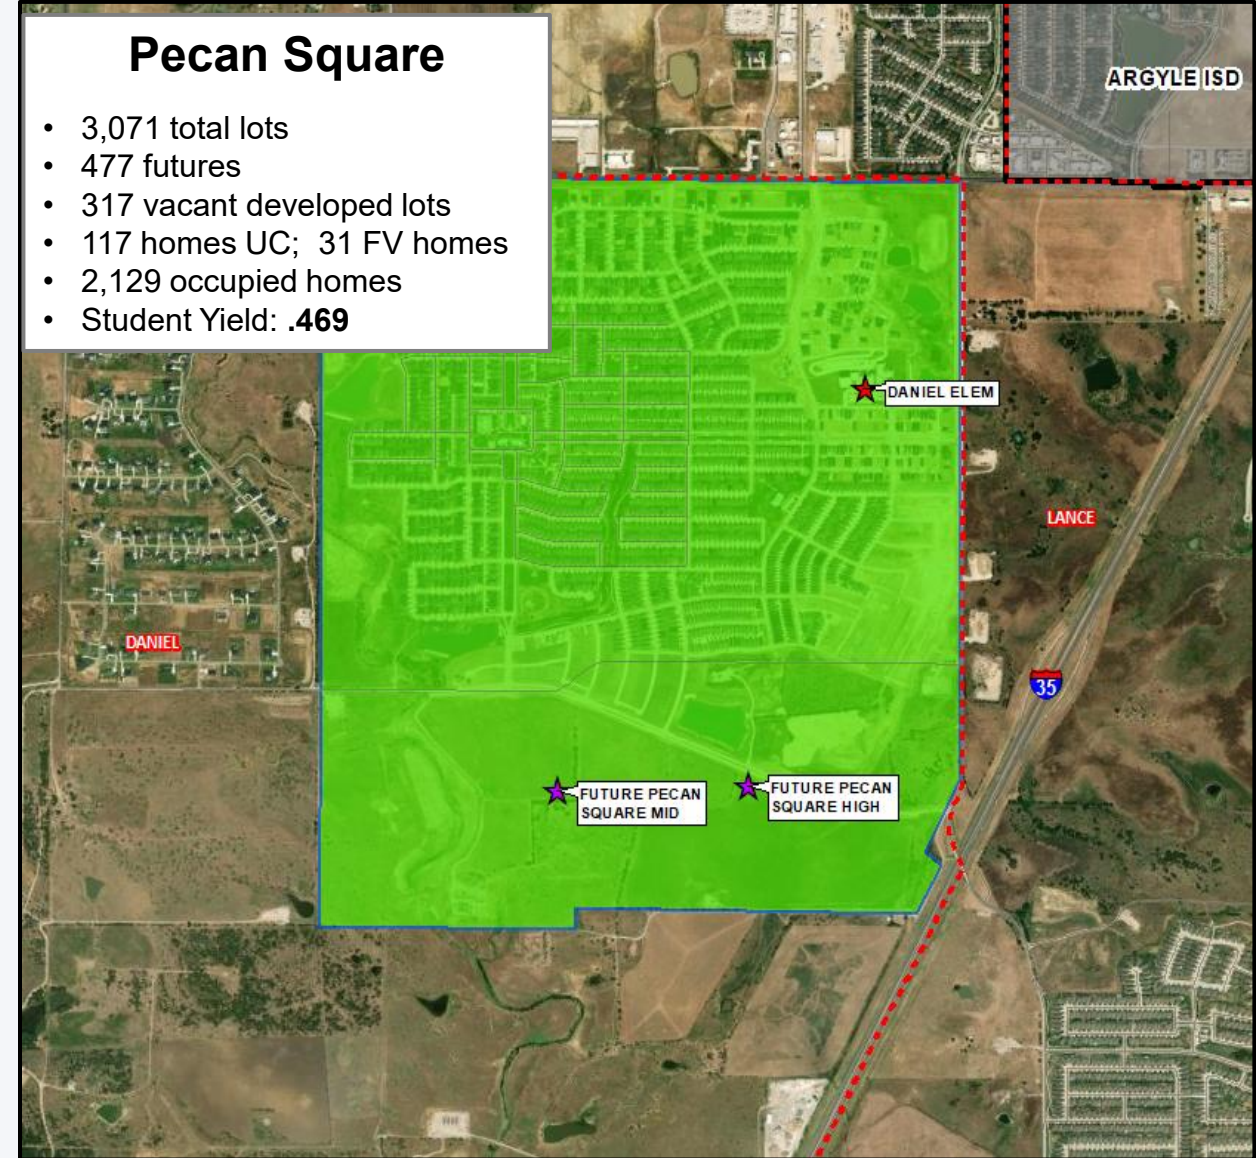 Pecan Square
• 3,071 total lots
• 477 futures
• 317 vacant developed lots
• 117 homes UC; 31 FV homes
• 2,129 occupied homes
• Student Yield: .469
ARGYLE ISD
DANIEL ELEM
LANCE
DANIEL
35
FUTURE PECAN
SQUARE MID
FUTURE PECAN
SQUARE HIGH